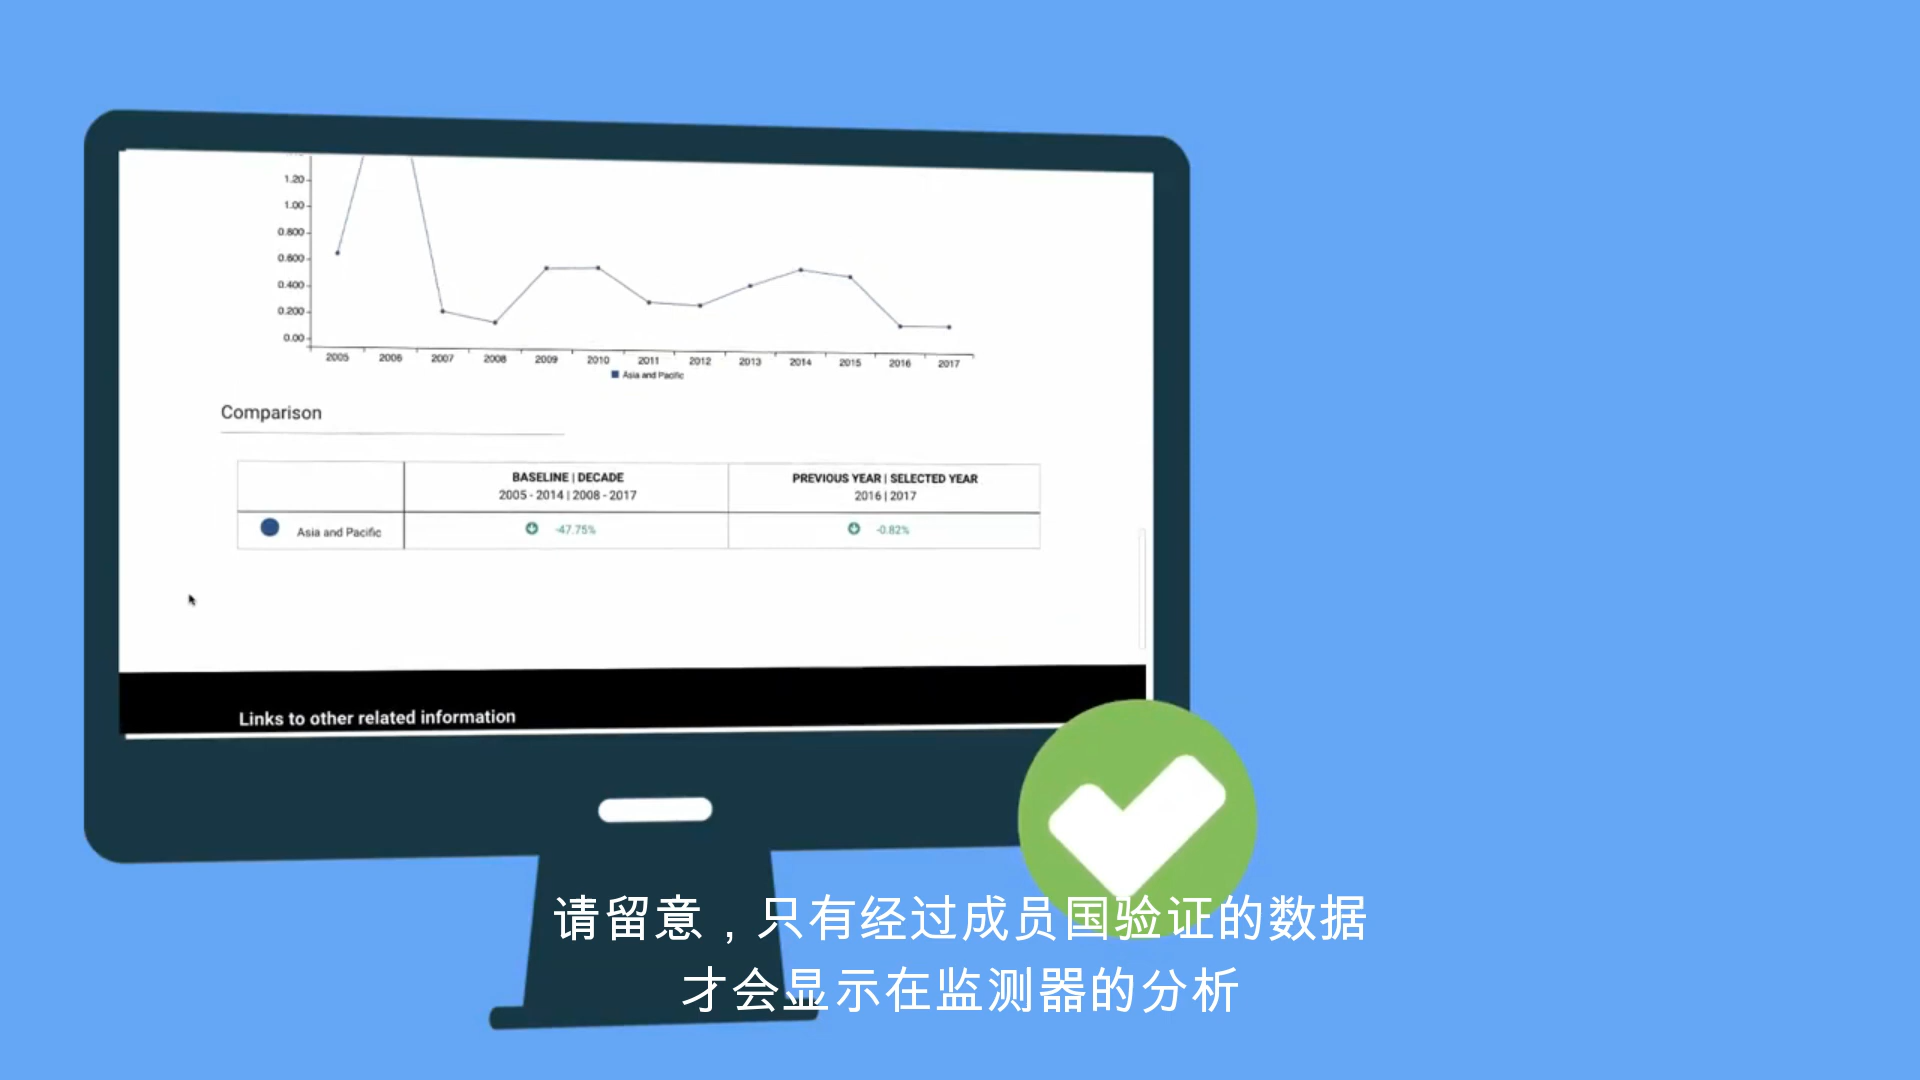 1.20
1.00
0.800
0.600
0.400
0.200
0.00
2005 2006 2007 2008 2009 2010 2011 2012 2013 2014 2015 2016 2017
Asia and Pacific
Comparison
BASELINE | DECADE PREVIOUS YEAR | SELECTED YEAR
2005 - 2014 | 2008 - 2017 2016 | 2017
Asia and Pacific -47.75% -0.82%
Links to other related information
请留意，只有经过成员国验证的数据
才会显示在监测器的分析